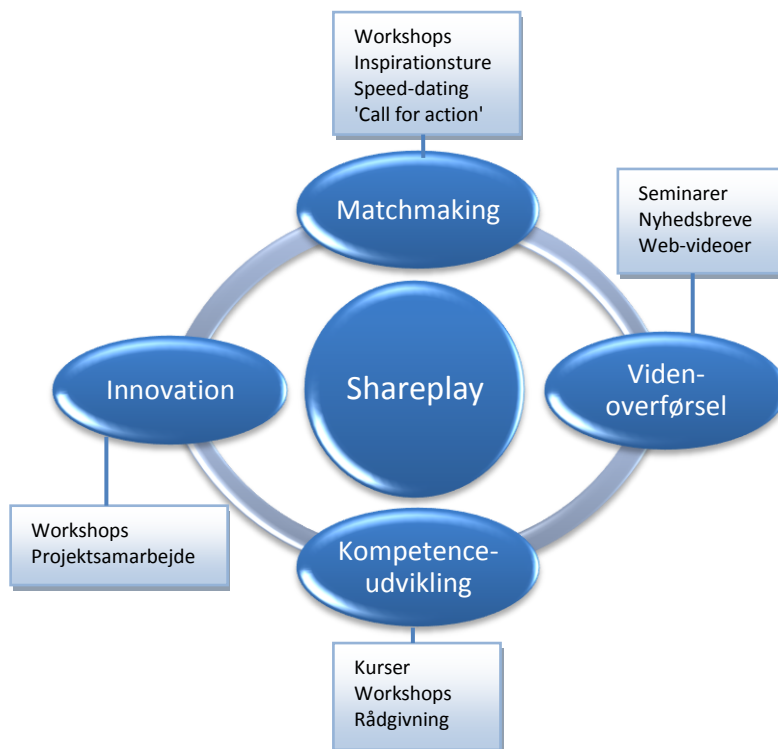 Workshops
Inspirationsture
Speed-dating
'Call for action'
Matchmaking
Seminarer
Nyhedsbreve
Web-videoer
Innovation
Shareplay
Viden-
overførsel
Workshops
Projektsamarbejde
Kompetence-
udvikling
Kurser
Workshops
Rådgivning